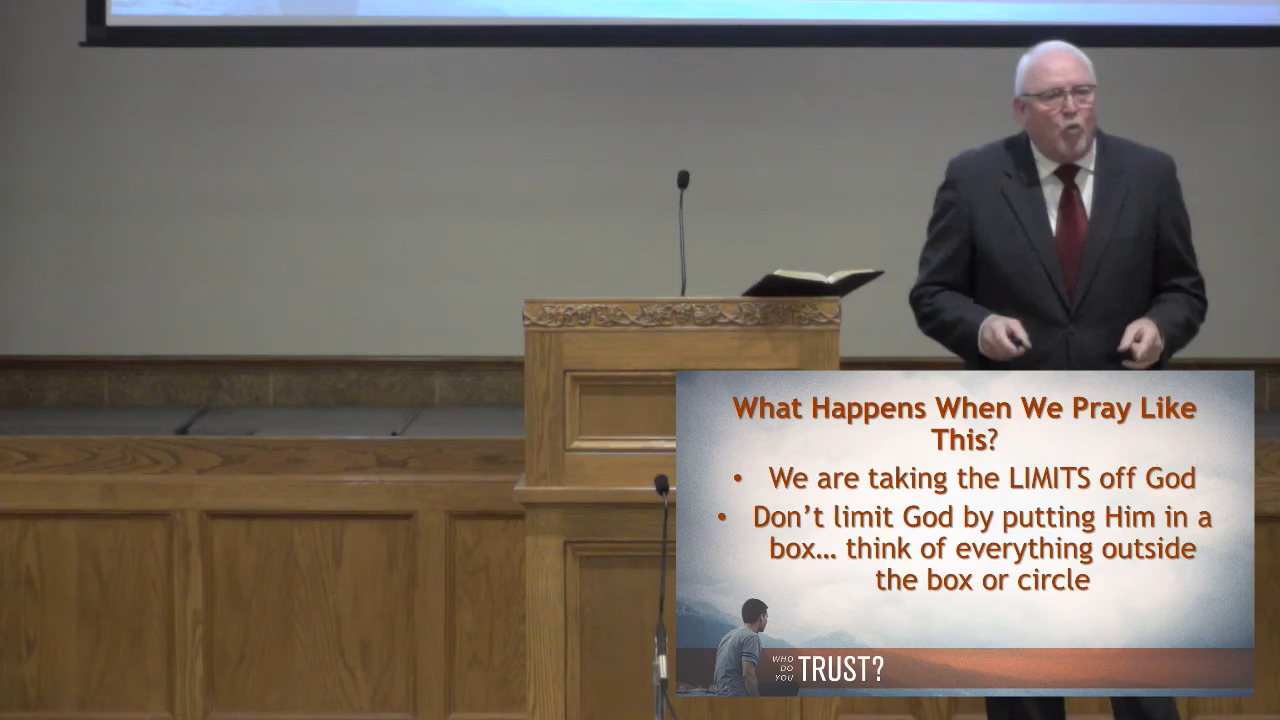 What Happens When We Pray Like
This?
• We are taking the LIMITS off God
• Don't limit God by putting Him in a
box... think of everything outside
the box or circle
WHO
DO
YOU
TRUST?